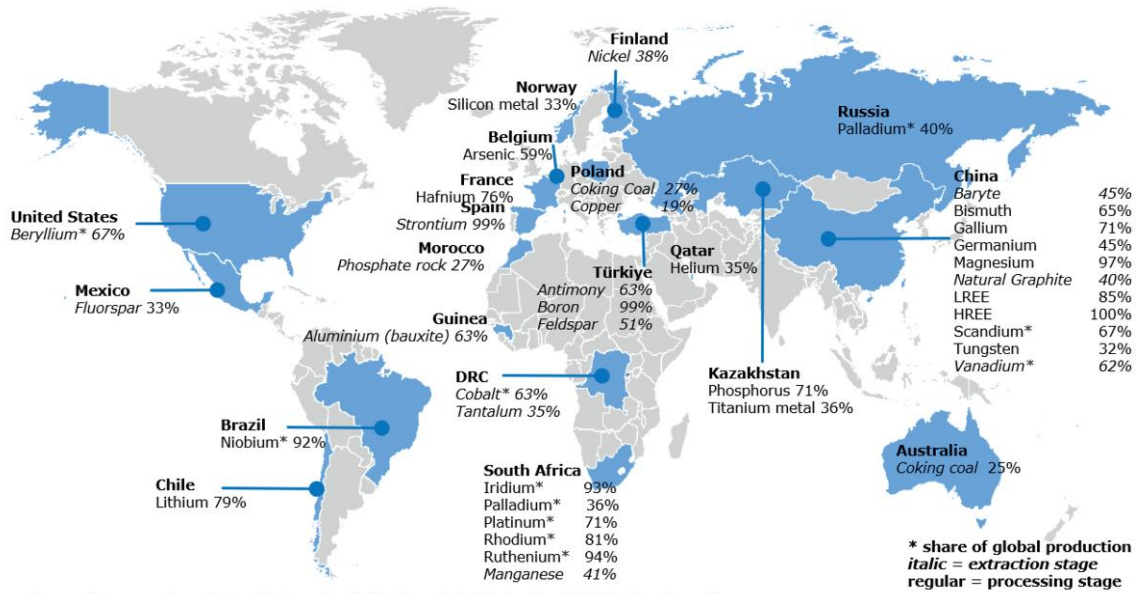 Finland
Nickel 38%
Norway
Silicon metal 33%
Russia
Palladium* 40%
Belgium
Arsenic 59%
Poland
Coking Coal 27%
Copper 19%
France
Hafnium 76%
Spain
Strontium 99%
China
Baryte 45%
Bismuth 65%
Gallium 71%
Germanium 45%
Magnesium 97%
Natural Graphite 40%
LREE 85%
HREE 100%
Scandium* 67%
Tungsten 32%
Vanadium* 62%
United States
Beryllium* 67%
Morocco
Phosphate rock 27%
Qatar
Helium 35%
Türkiye
Antimony 63%
Boron 99%
Feldspar 51%
Mexico
Fluorspar 33%
Guinea
Aluminium (bauxite) 63%
DRC
Cobalt* 63%
Tantalum 35%
Kazakhstan
Phosphorus 71%
Titanium metal 36%
Brazil
Niobium* 92%
Australia
Coking coal 25%
Chile
Lithium 79%
South Africa
Iridium* 93%
Palladium* 36%
Platinum* 71%
Rhodium* 81%
Ruthenium* 94%
Manganese 41%
* share of global production
italic = extraction stage
regular = processing stage